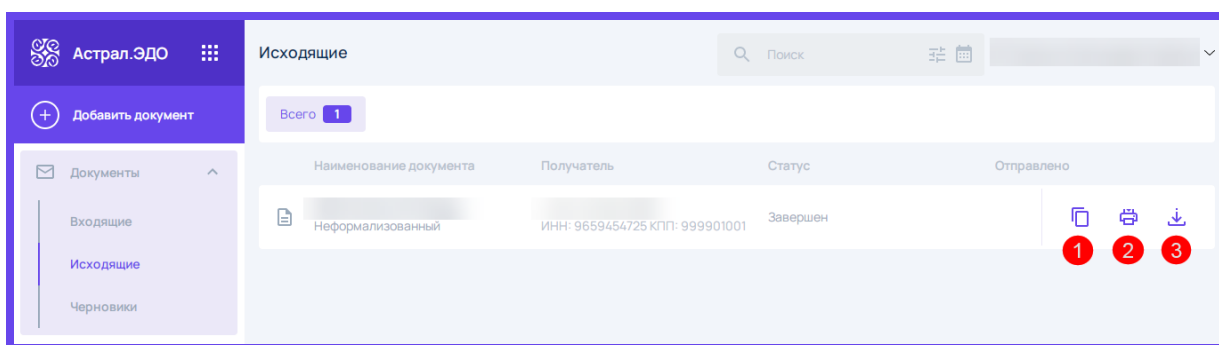 Астрал.ЭДО
Исходящие
Поиск
Добавить документ
Всего 1
Документы
Наименование документа Получатель Статус Отправлено
Входящие
Неформализованный ИНН: 9659454725 КПП: 999901001 Завершен
Исходящие
1 2 3
Черновики